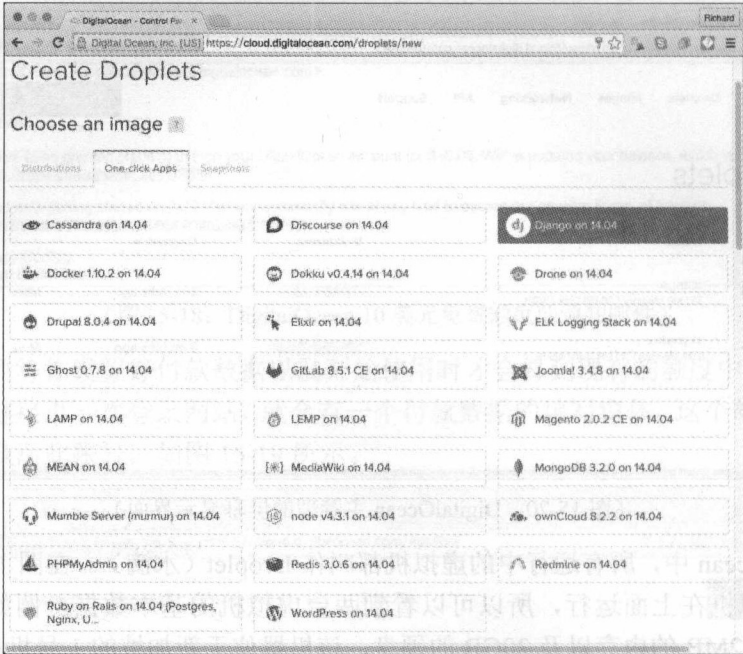 DigitalOcean - Control Pan
Richard
Digital Ocean, Inc. [US] https://cloud.digitalocean.com/droplets/new
Create Droplets
Choose an image ?
Distributions One-click Apps Snapshots
Cassandra on 14.04 Discourse on 14.04 Django on 14.04
Docker 1.10.2 on 14.04 Dokku v0.4.14 on 14.04 Drone on 14.04
Drupal 8.0.4 on 14.04 Elixir on 14.04 ELK Logging Stack on 14.04
Ghost 0.7.8 on 14.04 GitLab 8.5.1 CE on 14.04 Joomla! 3.4.8 on 14.04
LAMP on 14.04 LEMP on 14.04 Magento 2.0.2 CE on 14.04
MEAN on 14.04 MediaWiki on 14.04 MongoDB 3.2.0 on 14.04
Mumble Server (murmur) on 14.04 node v4.3.1 on 14.04 ownCloud 8.2.2 on 14.04
PHPMyAdmin on 14.04 Redis 3.0.6 on 14.04 Redmine on 14.04
Ruby on Rails on 14.04 (Postgres, Nginx, U... WordPress on 14.04